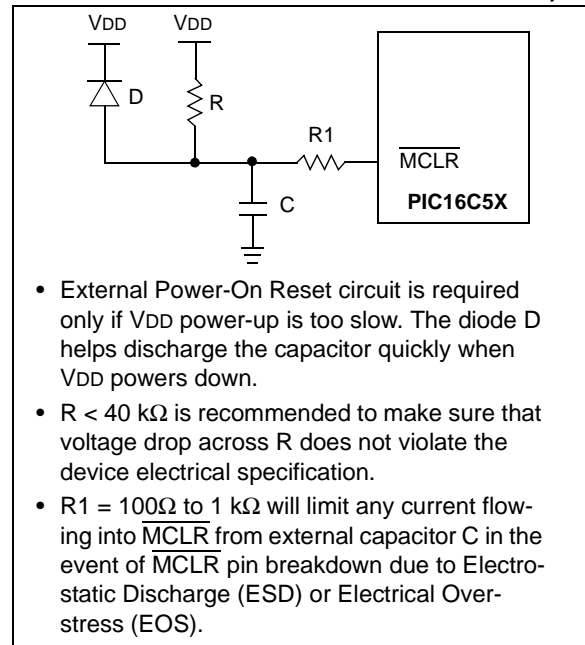 VDD VDD
D
R
R1
MCLR
C
PIC16C5X
• External Power-On Reset circuit is required
only if VDD power-up is too slow. The diode D
helps discharge the capacitor quickly when
VDD powers down.
• R < 40 kΩ is recommended to make sure that
voltage drop across R does not violate the
device electrical specification.
• R1 = 100Ω to 1 kΩ will limit any current flow-
ing into MCLR from external capacitor C in the
event of MCLR pin breakdown due to Electro-
static Discharge (ESD) or Electrical Over-
stress (EOS).